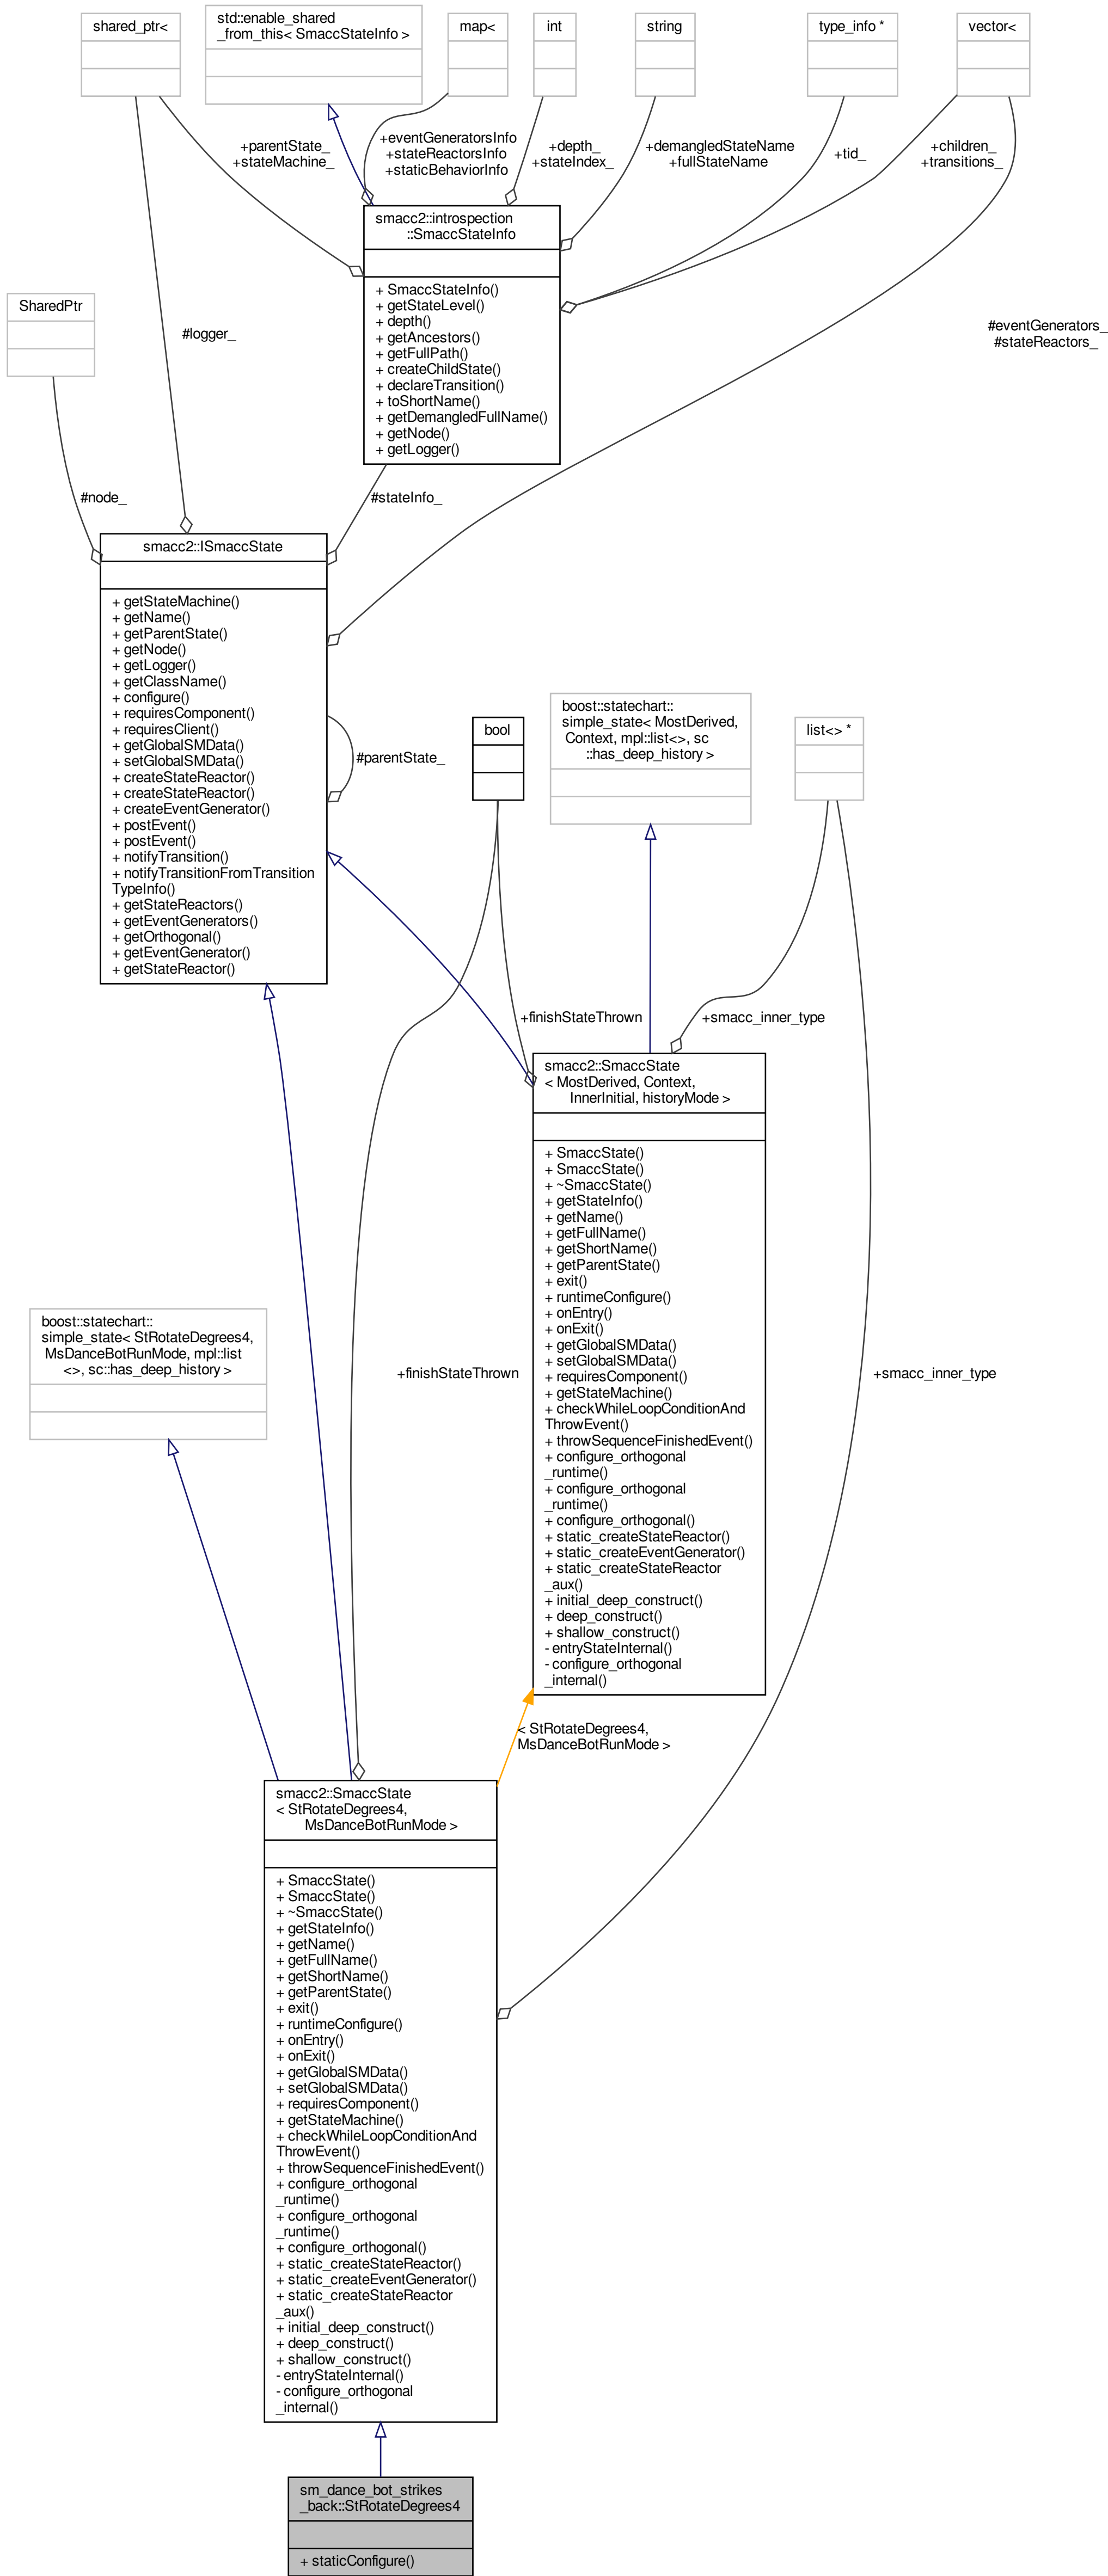 shared_ptr<
std::enable_shared
_from_this< SmaccStateInfo >
map<
int
string
type_info *
vector<
+parentState_
+stateMachine_
+eventGeneratorsInfo
+stateReactorsInfo
+staticBehaviorInfo
+depth_
+stateIndex_
+demangledStateName
+fullStateName
+tid_
+children_
+transitions_
smacc2::introspection
::SmaccStateInfo
+ SmaccStateInfo()
+ getStateLevel()
+ depth()
+ getAncestors()
+ getFullPath()
+ createChildState()
+ declareTransition()
+ toShortName()
+ getDemangledFullName()
+ getNode()
+ getLogger()
SharedPtr
#logger_
#eventGenerators_
#stateReactors_
#node_
#stateInfo_
smacc2::ISmaccState
+ getStateMachine()
+ getName()
+ getParentState()
+ getNode()
+ getLogger()
+ getClassName()
+ configure()
+ requiresComponent()
+ requiresClient()
+ getGlobalSMData()
+ setGlobalSMData()
+ createStateReactor()
+ createStateReactor()
+ createEventGenerator()
+ postEvent()
+ postEvent()
+ notifyTransition()
+ notifyTransitionFromTransition
TypeInfo()
+ getStateReactors()
+ getEventGenerators()
+ getOrthogonal()
+ getEventGenerator()
+ getStateReactor()
#parentState_
bool
boost::statechart::
simple_state< MostDerived,
Context, mpl::list<>, sc
::has_deep_history >
list<> *
+finishStateThrown
+smacc_inner_type
smacc2::SmaccState
< MostDerived, Context,
InnerInitial, historyMode >
+ SmaccState()
+ SmaccState()
+ ~SmaccState()
+ getStateInfo()
+ getName()
+ getFullName()
+ getShortName()
+ getParentState()
+ exit()
+ runtimeConfigure()
+ onEntry()
+ onExit()
+ getGlobalSMData()
+ setGlobalSMData()
+ requiresComponent()
+ getStateMachine()
+ checkWhileLoopConditionAnd
ThrowEvent()
+ throwSequenceFinishedEvent()
+ configure_orthogonal
_runtime()
+ configure_orthogonal
_runtime()
+ configure_orthogonal()
+ static_createStateReactor()
+ static_createEventGenerator()
+ static_createStateReactor
_aux()
+ initial_deep_construct()
+ deep_construct()
+ shallow_construct()
- entryStateInternal()
- configure_orthogonal
_internal()
boost::statechart::
simple_state< StRotateDegrees4,
MsDanceBotRunMode, mpl::list
<>, sc::has_deep_history >
+finishStateThrown
+smacc_inner_type
< StRotateDegrees4,
MsDanceBotRunMode >
smacc2::SmaccState
< StRotateDegrees4,
MsDanceBotRunMode >
+ SmaccState()
+ SmaccState()
+ ~SmaccState()
+ getStateInfo()
+ getName()
+ getFullName()
+ getShortName()
+ getParentState()
+ exit()
+ runtimeConfigure()
+ onEntry()
+ onExit()
+ getGlobalSMData()
+ setGlobalSMData()
+ requiresComponent()
+ getStateMachine()
+ checkWhileLoopConditionAnd
ThrowEvent()
+ throwSequenceFinishedEvent()
+ configure_orthogonal
_runtime()
+ configure_orthogonal
_runtime()
+ configure_orthogonal()
+ static_createStateReactor()
+ static_createEventGenerator()
+ static_createStateReactor
_aux()
+ initial_deep_construct()
+ deep_construct()
+ shallow_construct()
- entryStateInternal()
- configure_orthogonal
_internal()
sm_dance_bot_strikes
_back::StRotateDegrees4
+ staticConfigure()